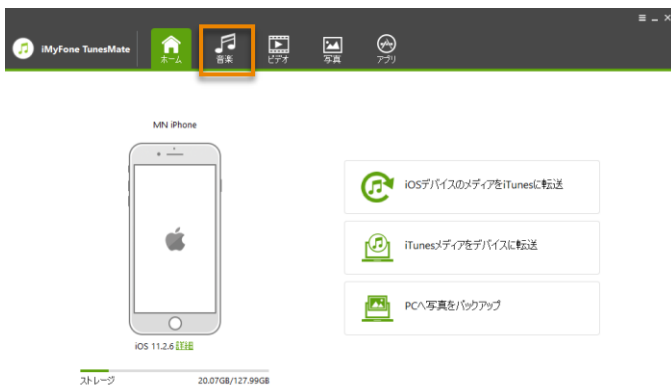 iMyFone TunesMate
ホーム
音楽
ビデオ
写真
アプリ
MN iPhone
iOSデバイスのメディアをiTunesに転送
iTunesメディアをデバイスに転送
PCへ写真をバックアップ
iOS 11.2.6 詳細
ストレージ 20.07GB/127.99GB